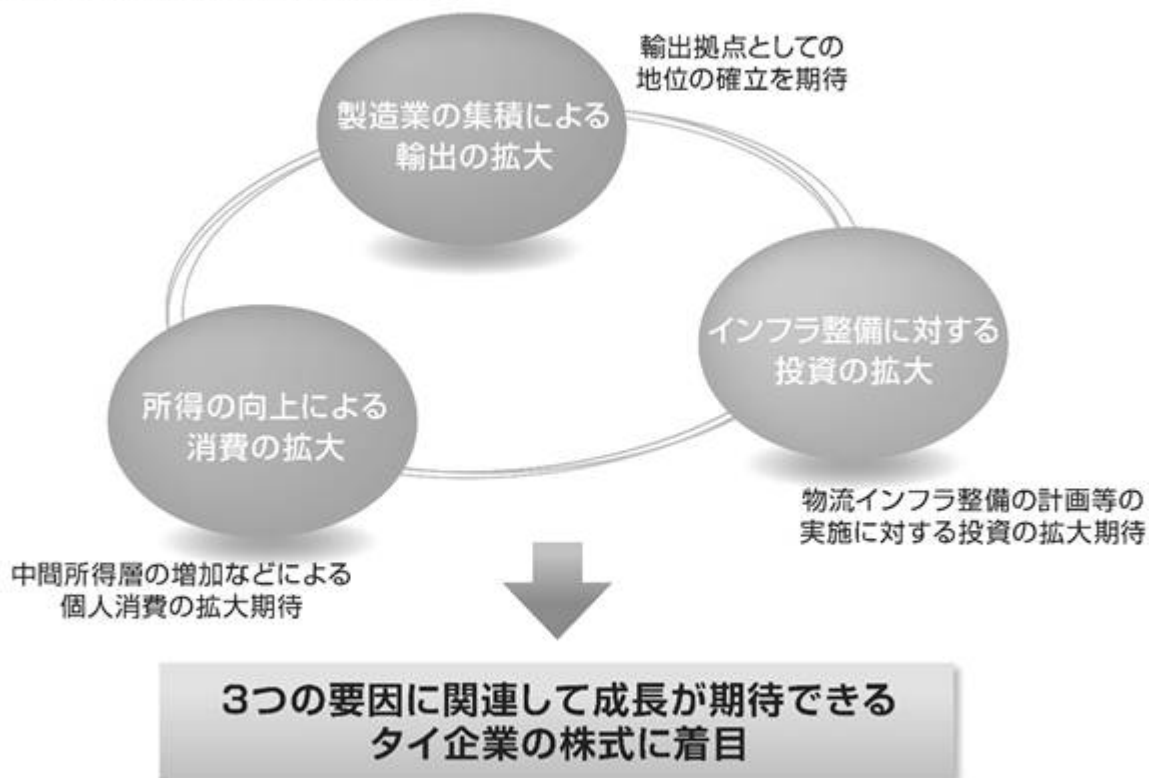 輸出拠点としての
地位の確立を期待
製造業の集積による
輸出の拡大
インフラ整備に対する
投資の拡大
所得の向上による
消費の拡大
物流インフラ整備の計画等の
実施に対する投資の拡大期待
中間所得層の増加などによる
個人消費の拡大期待
3つの要因に関連して成長が期待できる
タイ企業の株式に着目